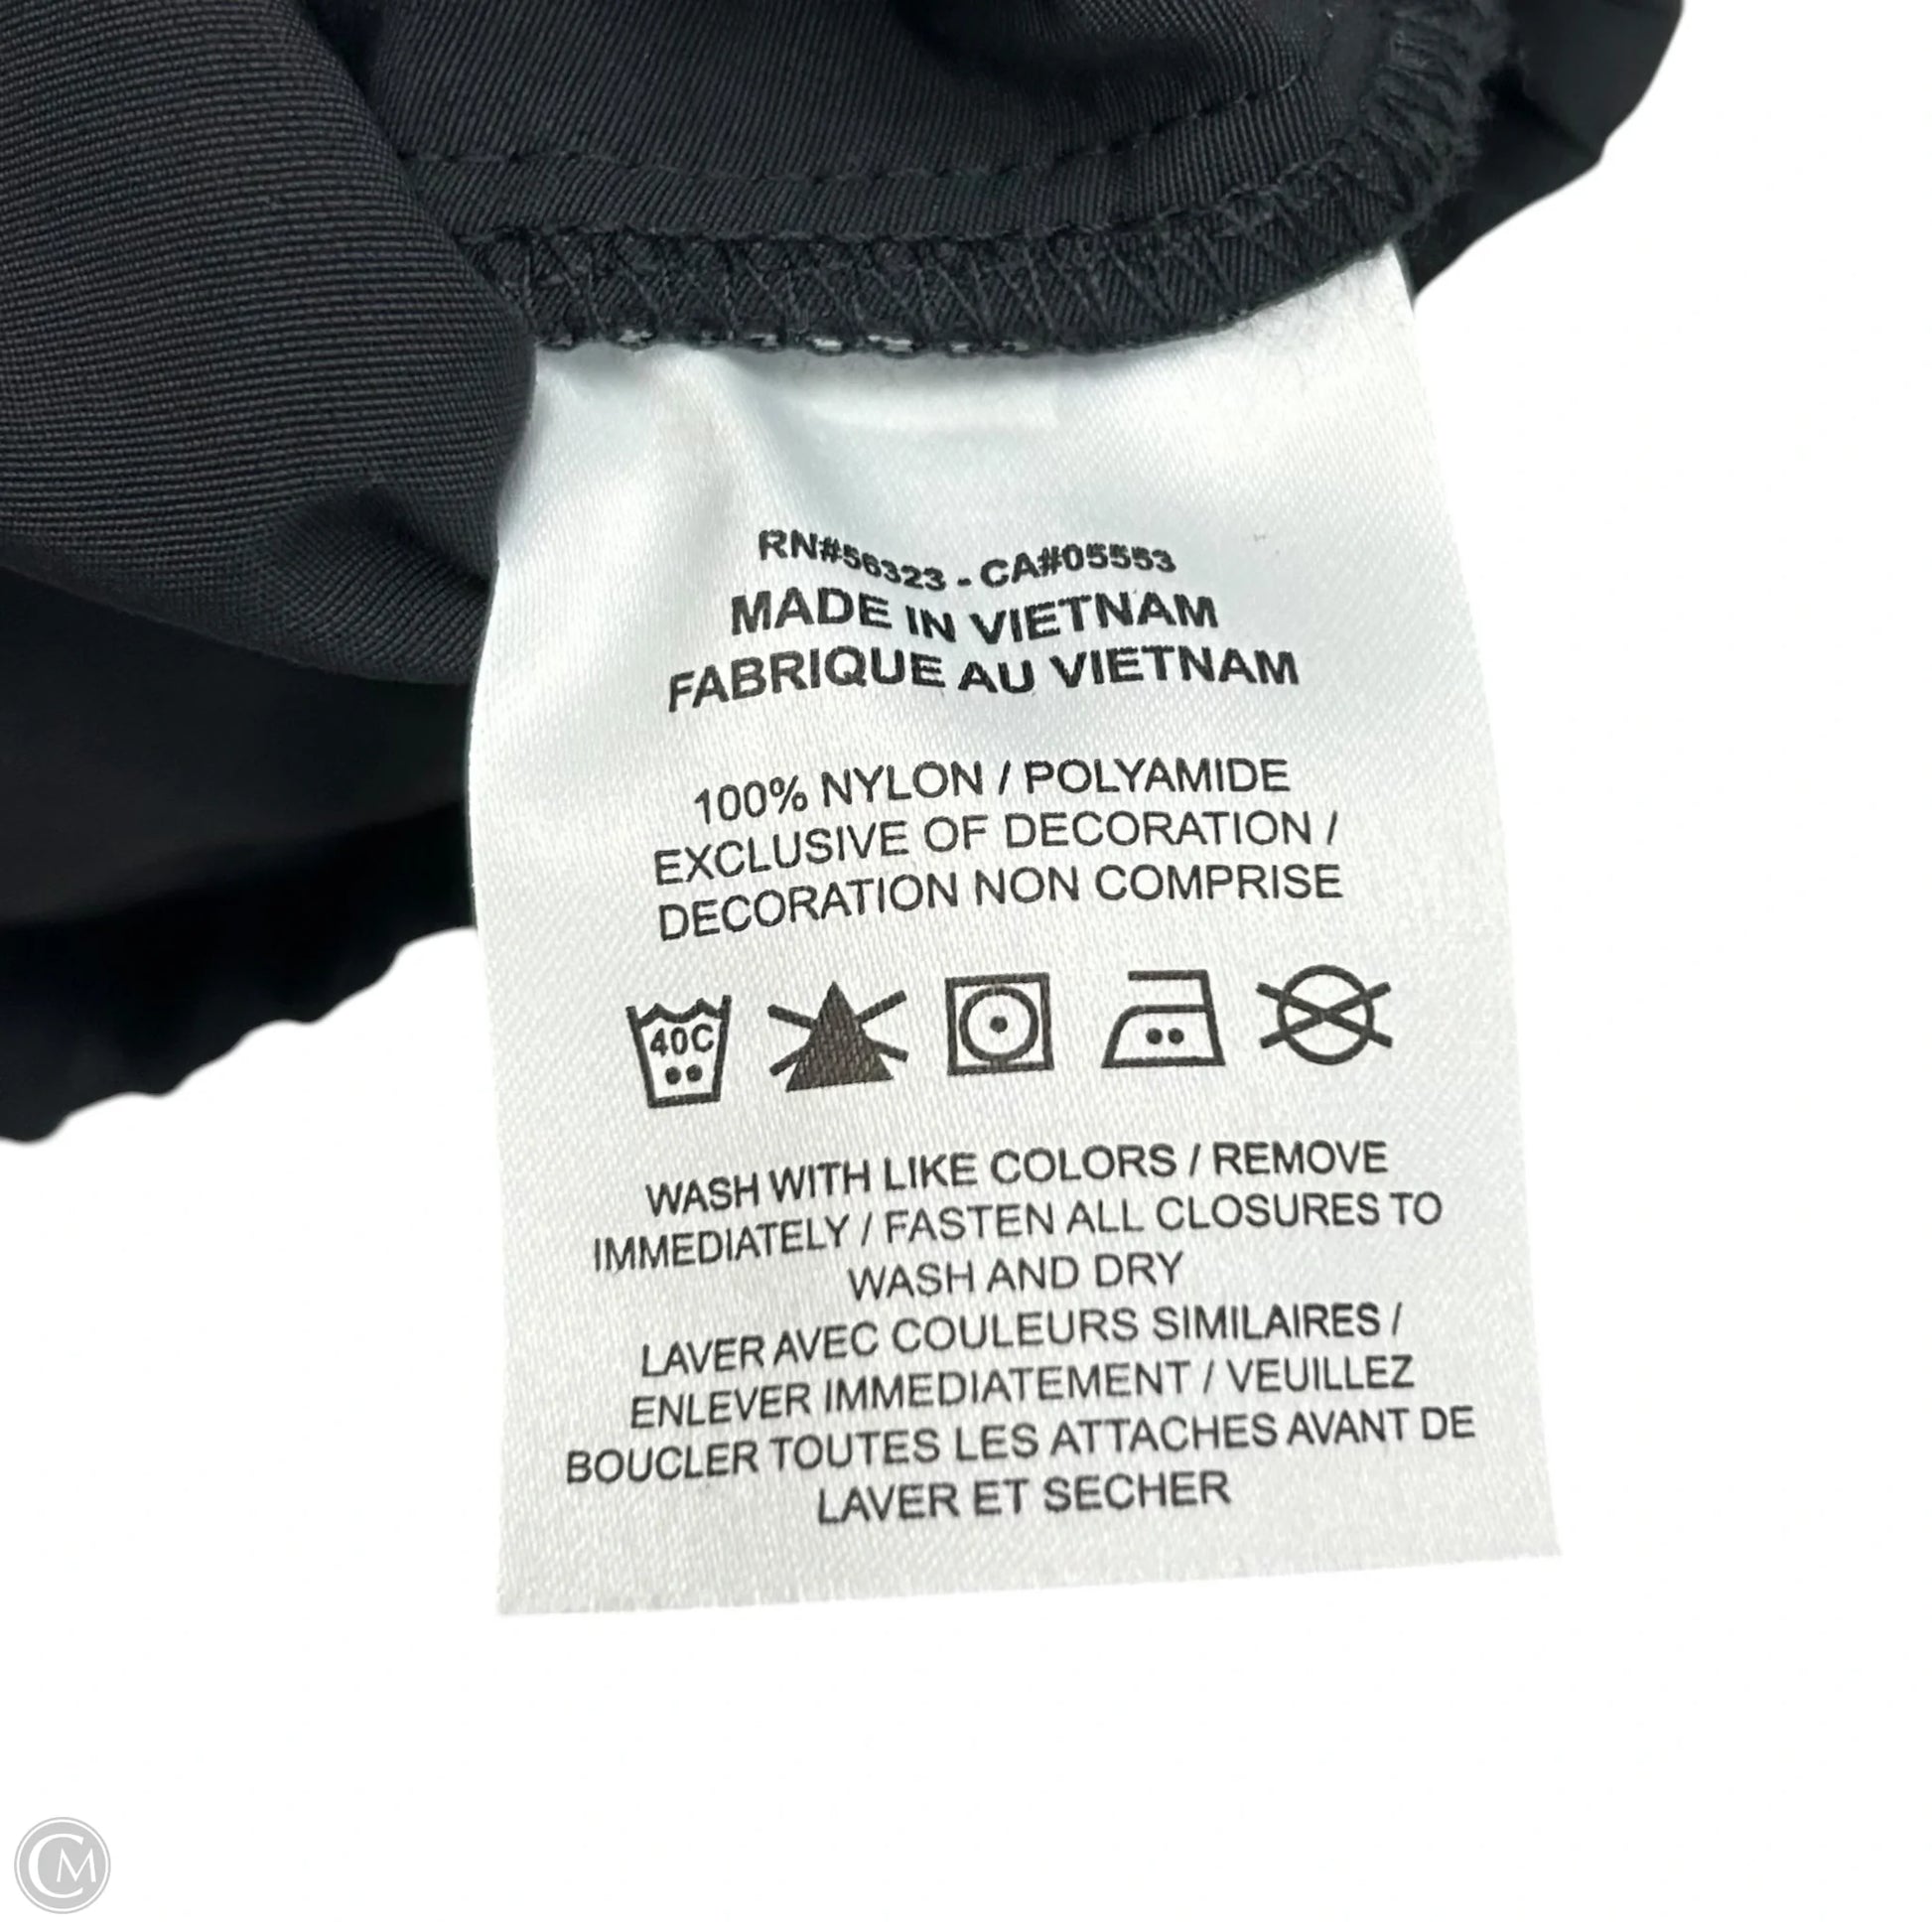 RN#56323 - CA#05553
MADE IN VIETNAM
FABRIQUE AU VIETNAM
100% NYLON / POLYAMIDE
EXCLUSIVE OF DECORATION /
DECORATION NON COMPRISE
40C
WASH WITH LIKE COLORS / REMOVE
IMMEDIATELY / FASTEN ALL CLOSURES TO
WASH AND DRY
LAVER AVEC COULEURS SIMILAIRES /
ENLEVER IMMEDIATEMENT / VEUILLEZ
BOUCLER TOUTES LES ATTACHES AVANT DE
LAVER ET SECHER
CM